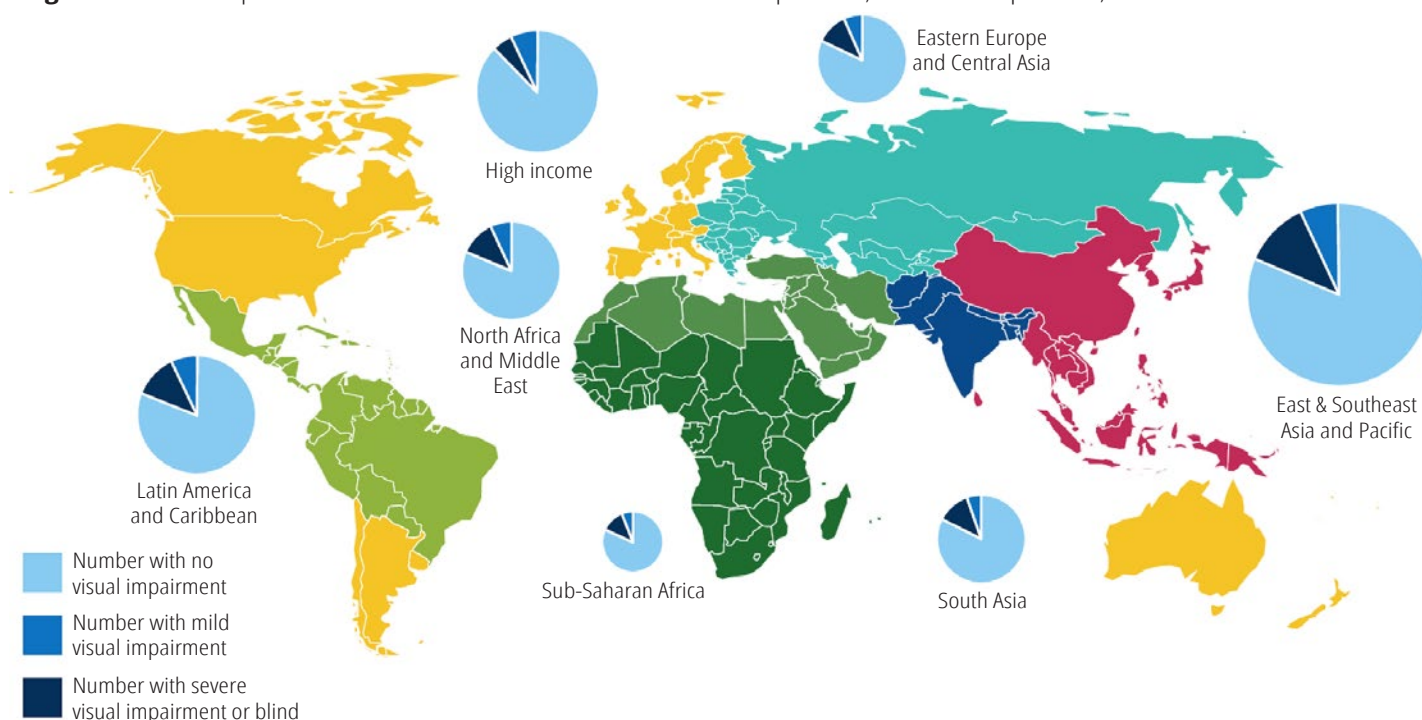 High income
Eastern Europe
and Central Asia
North Africa
and Middle
East
East & Southeast
Asia and Pacific
Latin America
and Caribbean
Sub-Saharan Africa
South Asia
Number with no
visual impairment
Number with mild
visual impairment
Number with severe
visual impairment or blind